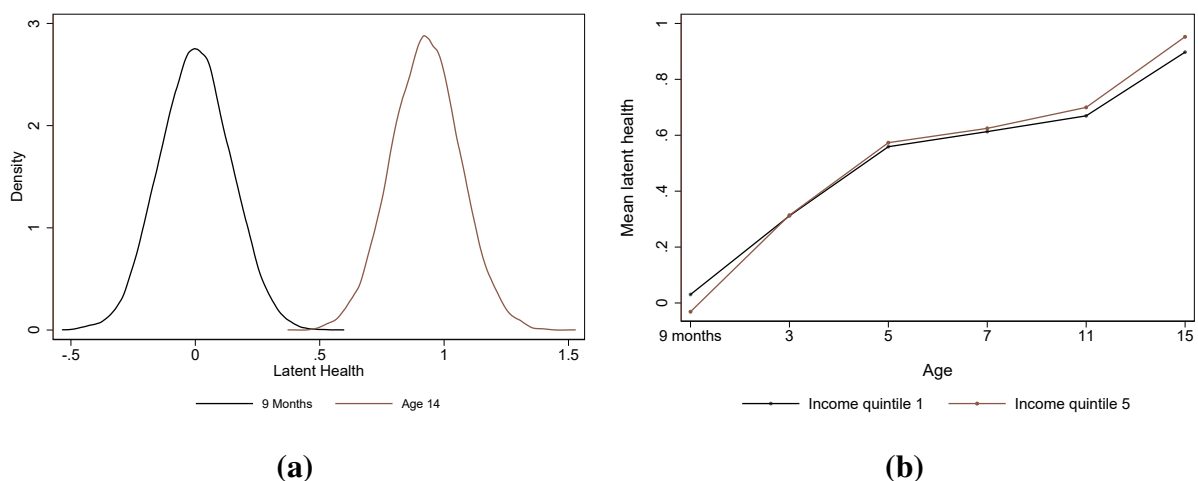 3
2
1
0
Density
-.5 0 .5 1 1.5
Latent Health
9 Months Age 14
(a)
1
.8
.6
.4
.2
0
Mean latent health
9 months 3 5 7 11 15
Age
Income quintile 1 Income quintile 5
(b)